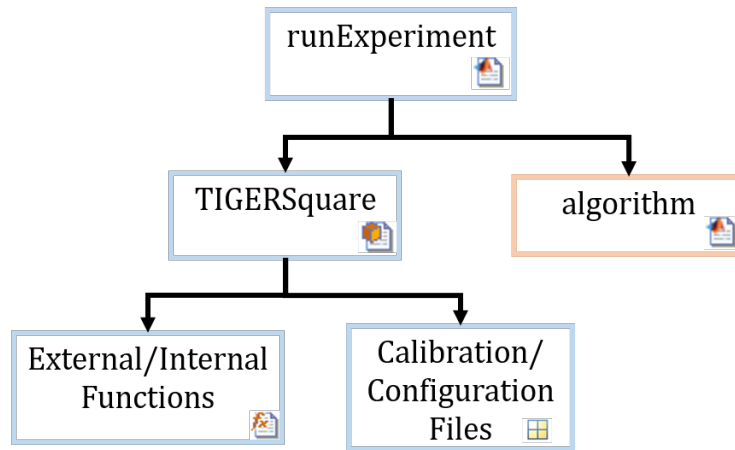 runExperiment
TIGERSquare
algorithm
External/Internal
Functions
Calibration/
Configuration
Files